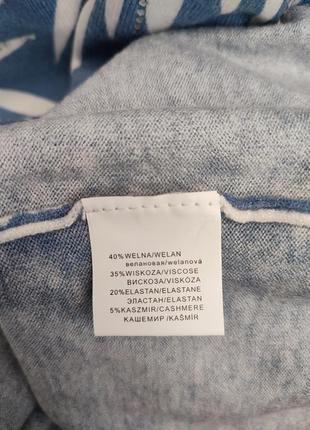 40% WELNA/WELAN
велановая/welanová
35%WISKOZA/VISCOSE
ВИСКОЗА/VISKÓZA
20%ELASTAN/ELASTANE
ЭЛАСТАН/ELASTAN
5%KASZMIR/CASHMERE
КАШЕМИР /KAŠMÍR